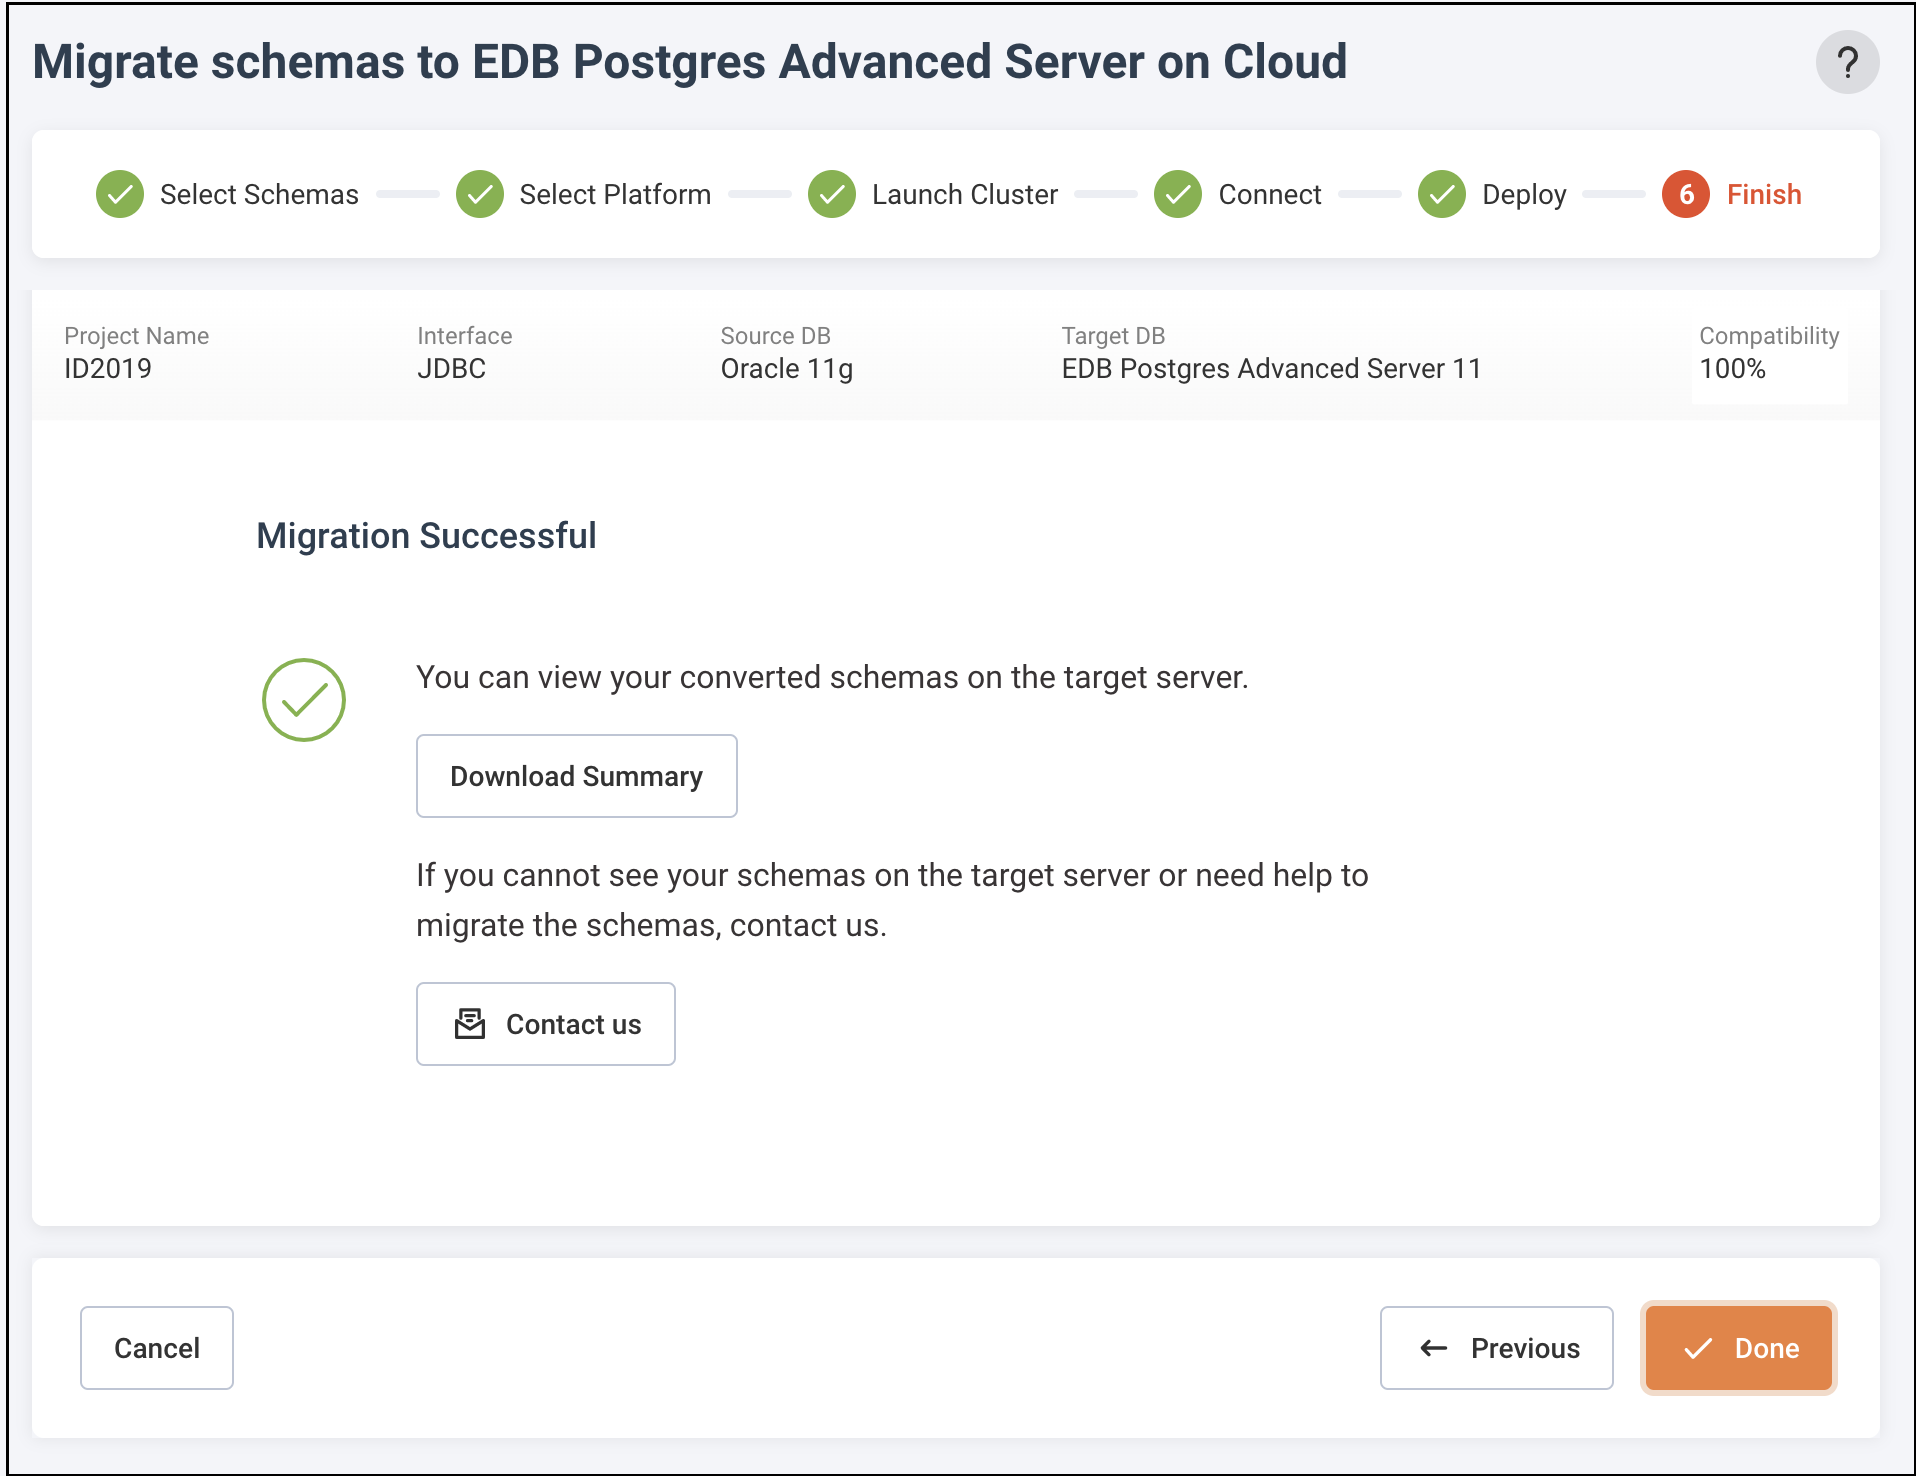 Migrate schemas to EDB Postgres Advanced Server on Cloud
?
Select Schemas
Select Platform
Launch Cluster
Connect
Deploy
6 Finish
Project Name
ID2019
Interface
JDBC
Source DB
Oracle 11g
Target DB
EDB Postgres Advanced Server 11
Compatibility
100%
Migration Successful
You can view your converted schemas on the target server.
Download Summary
If you cannot see your schemas on the target server or need help to
migrate the schemas, contact us.
Contact us
Cancel
Previous
Done